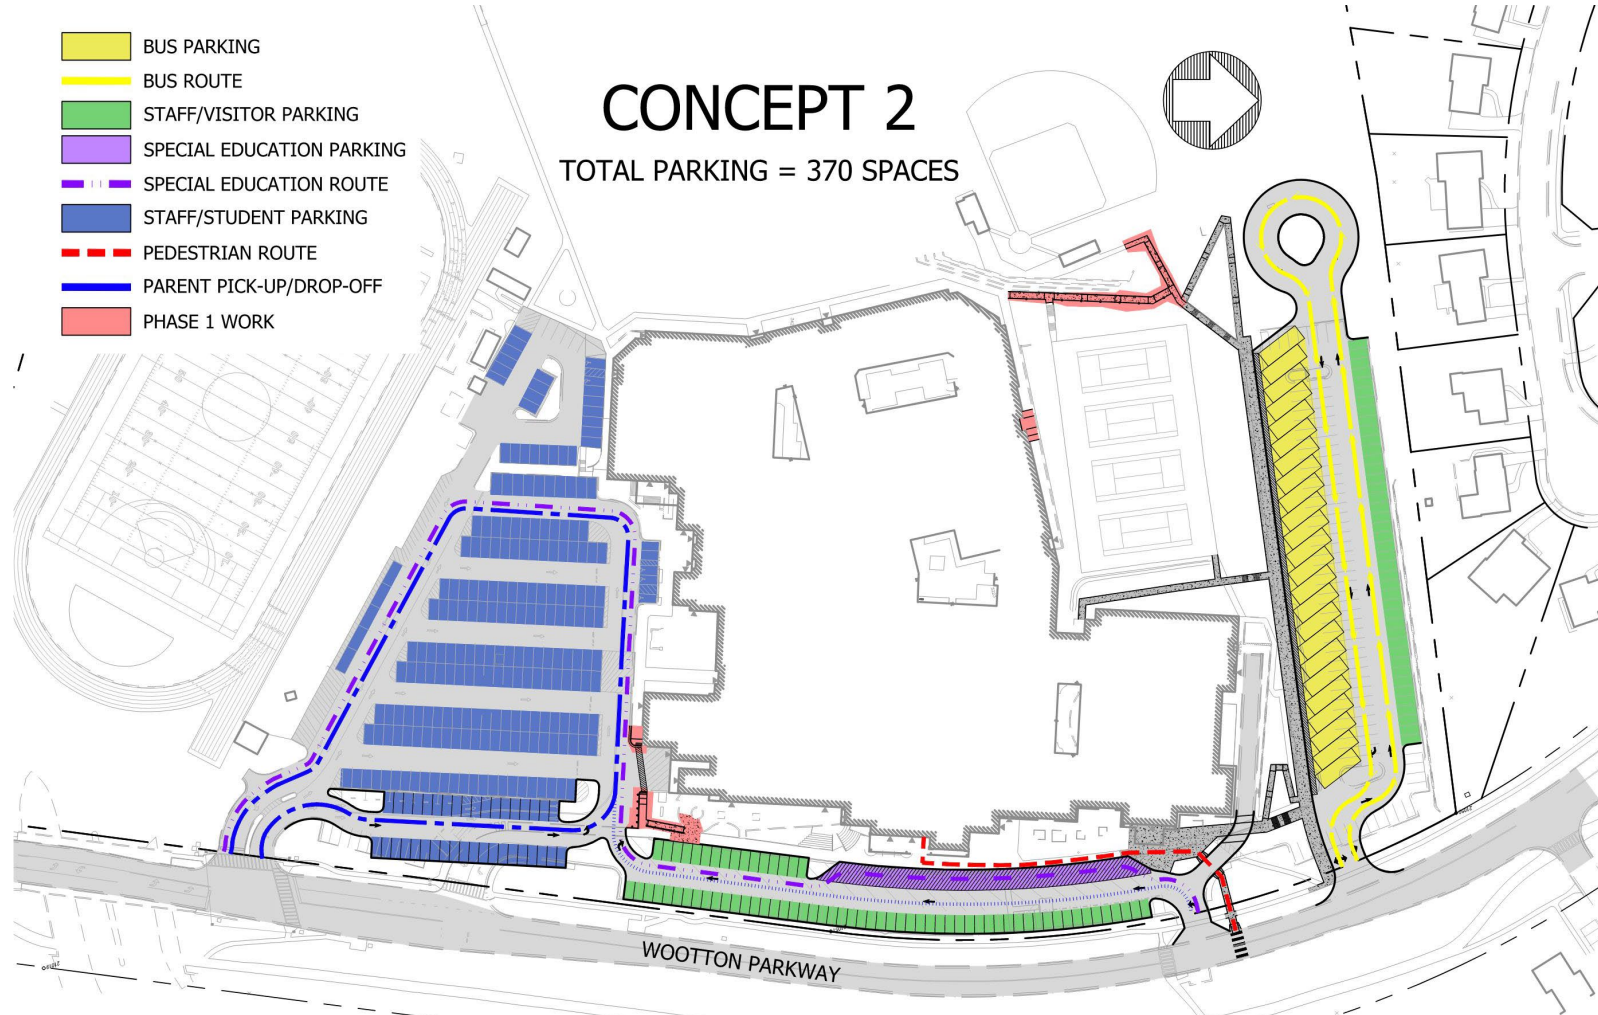 BUS PARKING
BUS ROUTE
STAFF/VISITOR PARKING
SPECIAL EDUCATION PARKING
SPECIAL EDUCATION ROUTE
STAFF/STUDENT PARKING
PEDESTRIAN ROUTE
PARENT PICK-UP/DROP-OFF
PHASE 1 WORK
CONCEPT 2
TOTAL PARKING = 370 SPACES
WOOTTON PARKWAY